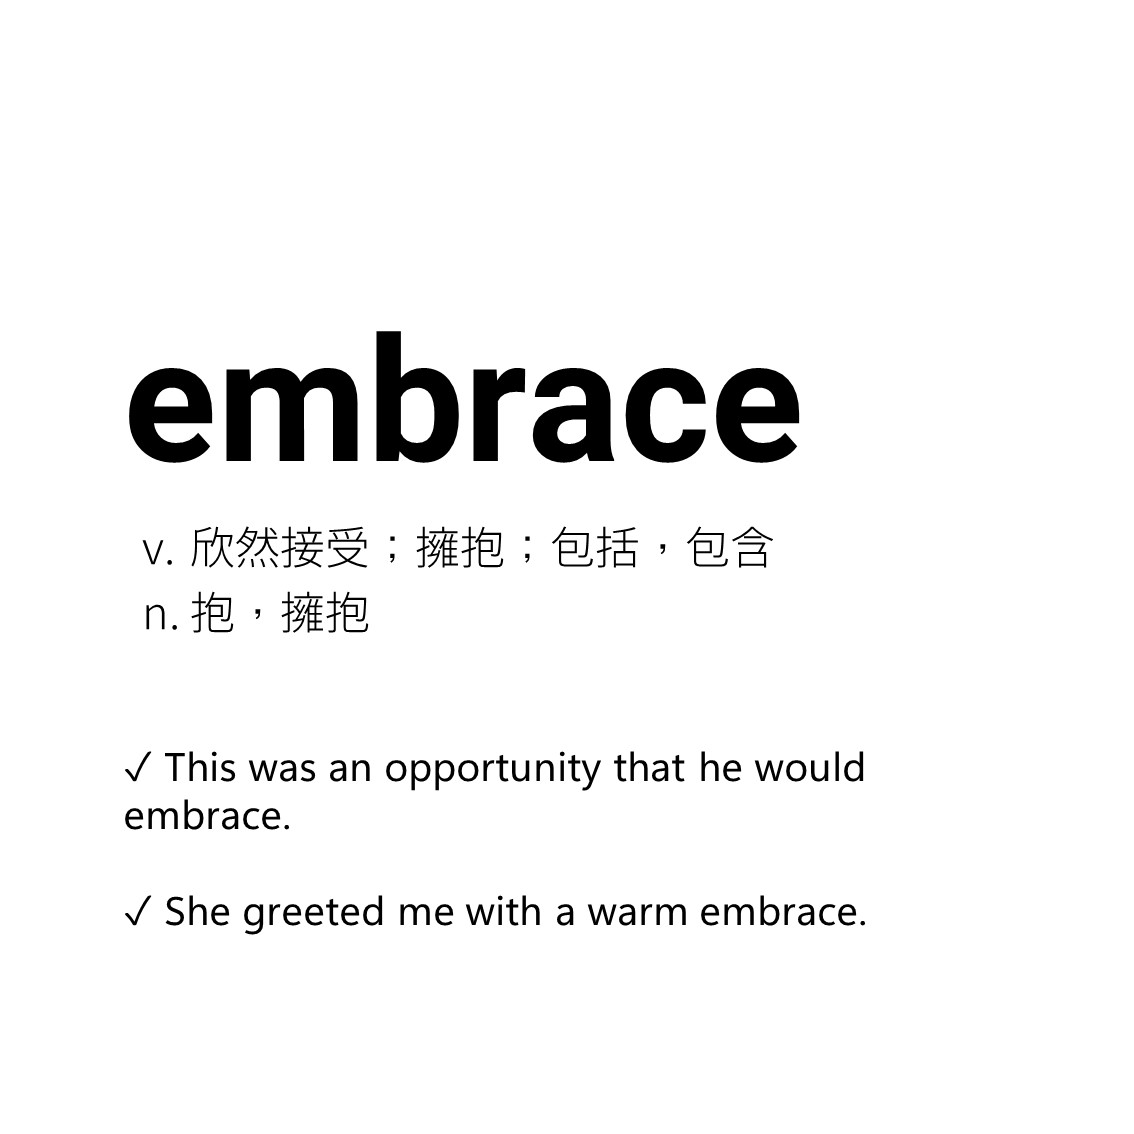 embrace
v. 欣然接受；擁抱；包括，包含
n. 抱，擁抱
✓ This was an opportunity that he would
embrace.
✓ She greeted me with a warm embrace.